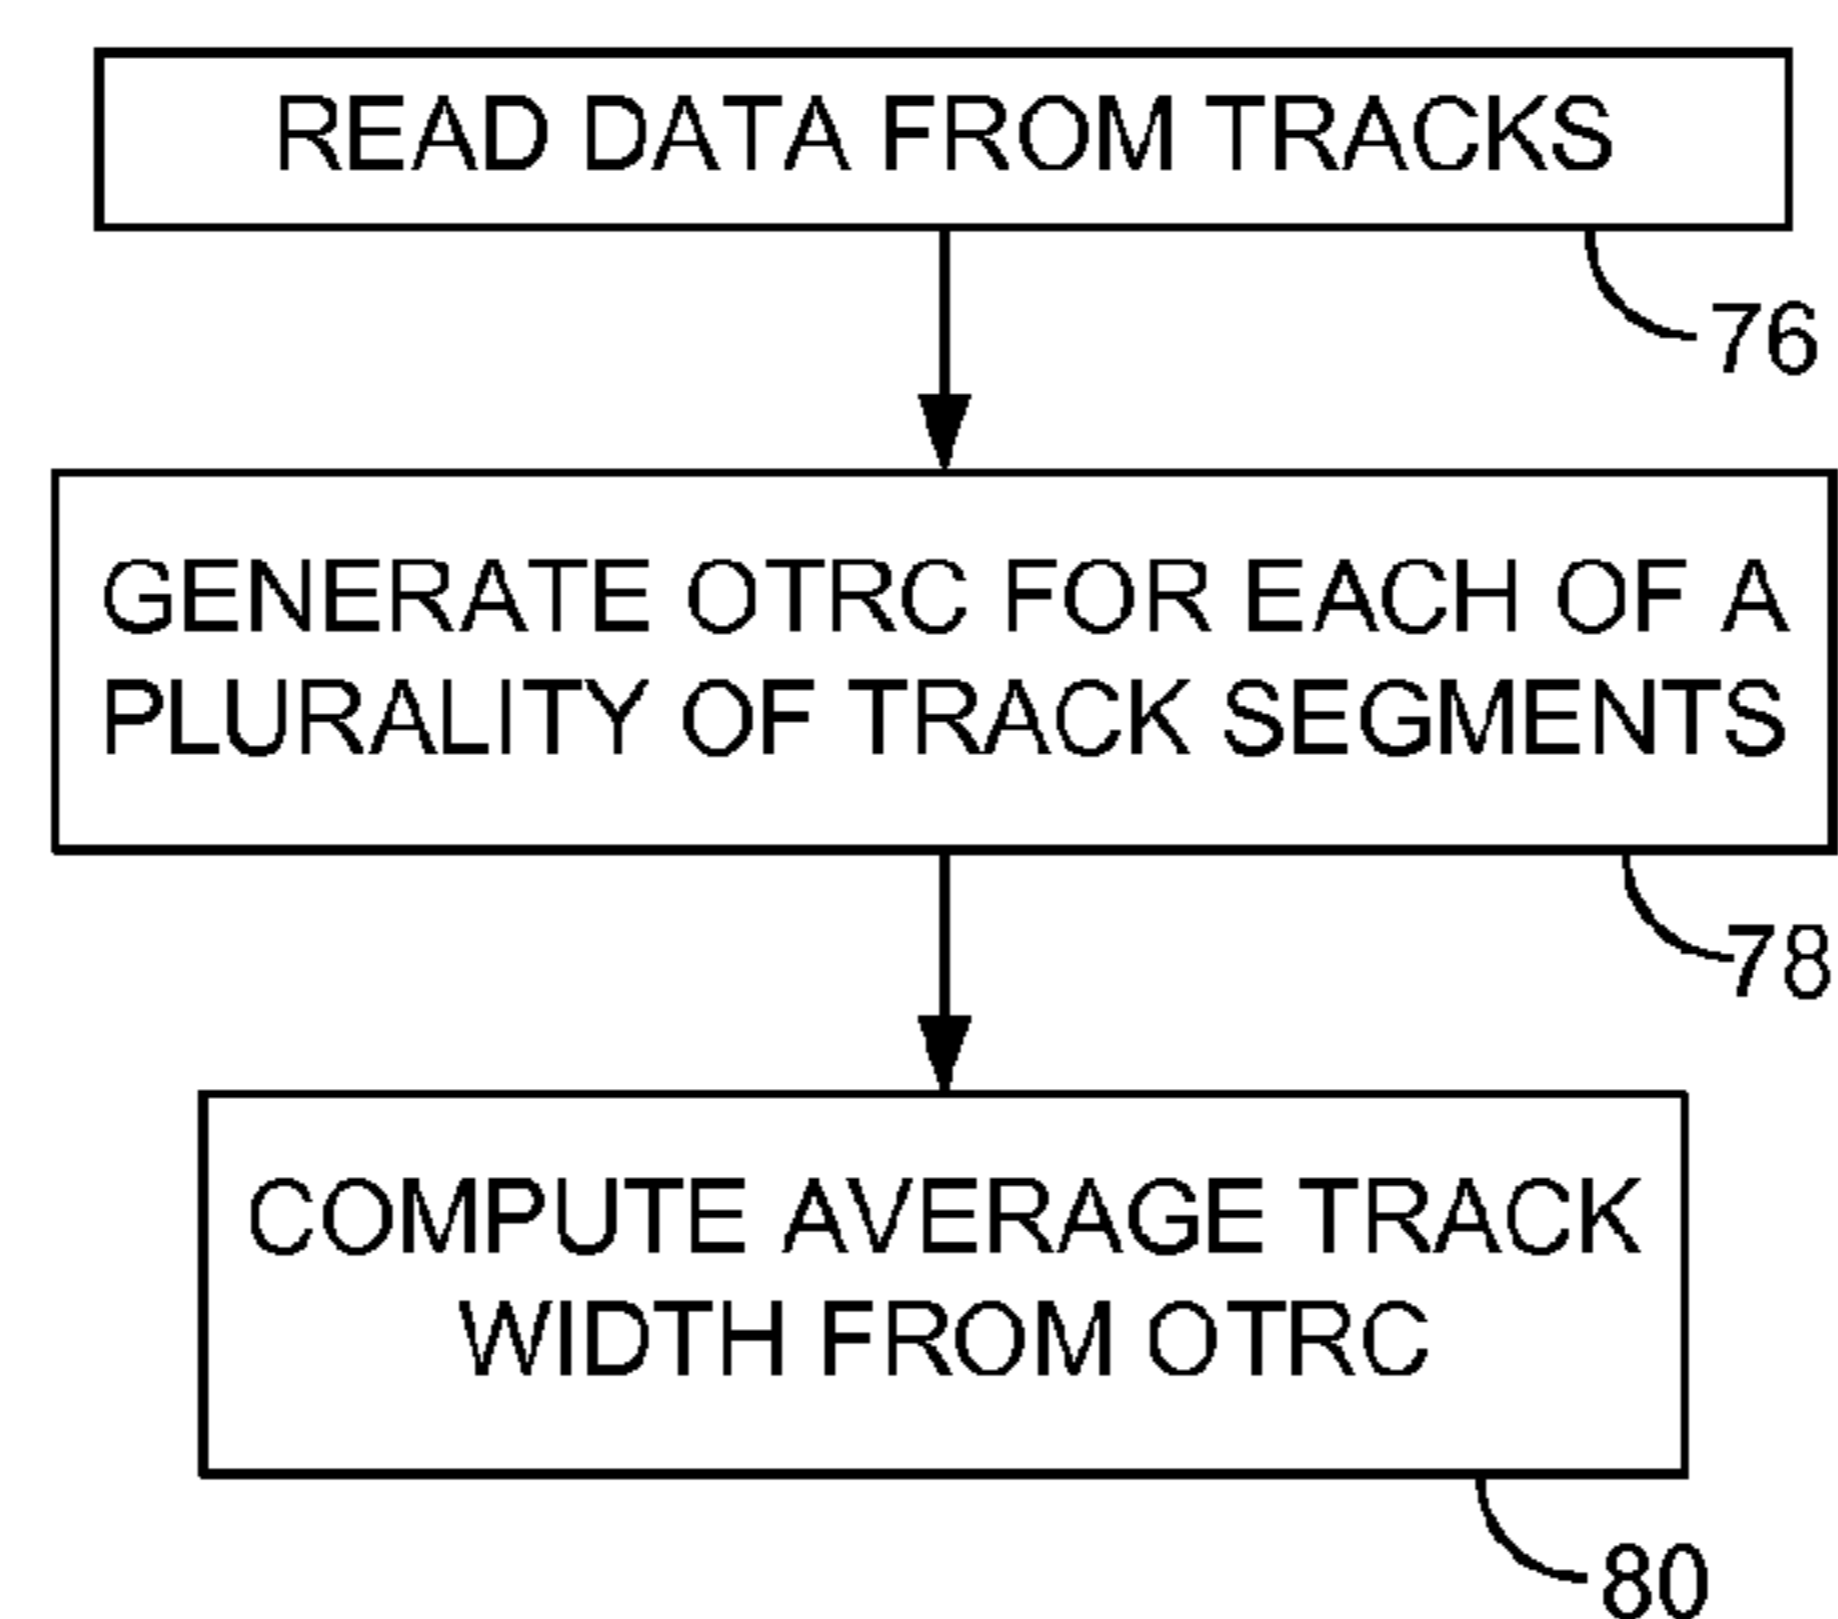 READ DATA FROM TRACKS
76
GENERATE OTRC FOR EACH OF A
PLURALITY OF TRACK SEGMENTS
78
COMPUTE AVERAGE TRACK
WIDTH FROM OTRC
80